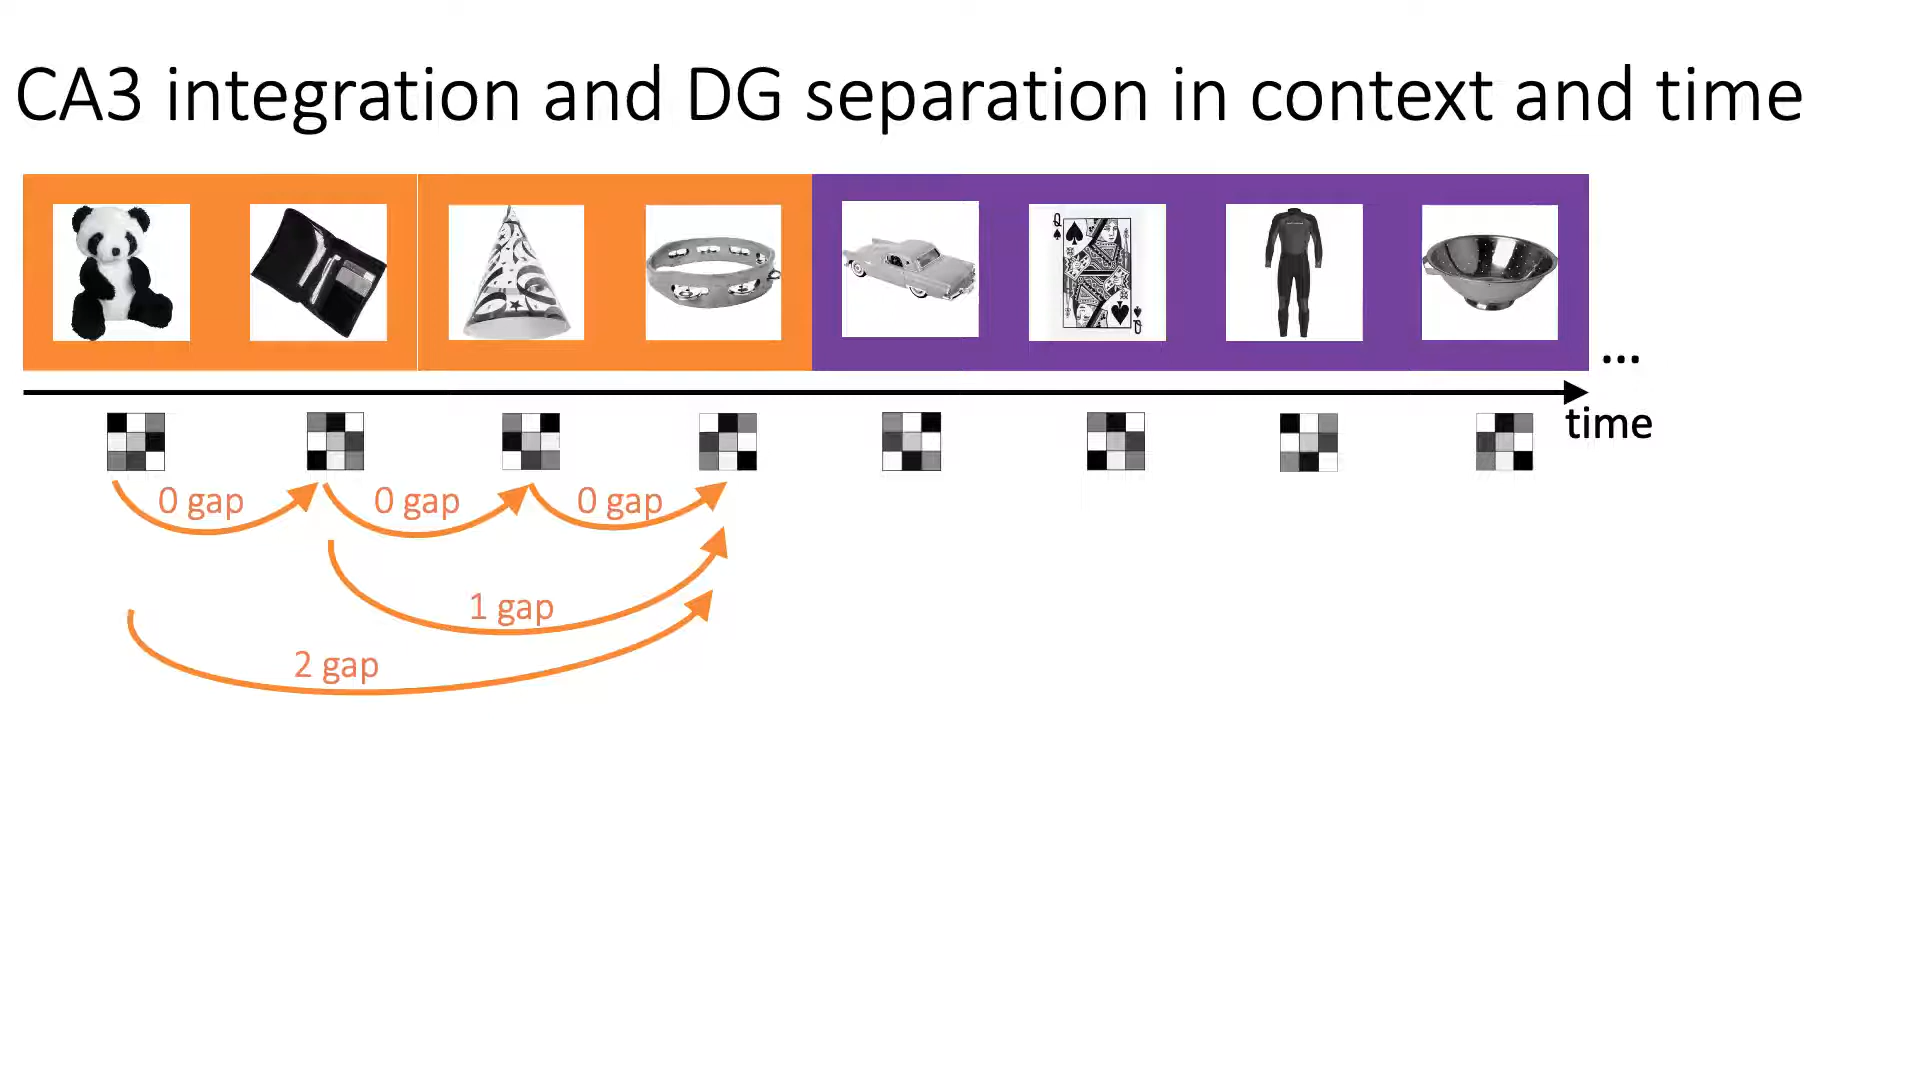 CA3 integration and DG separation in context and time
Q
Q
...
time
0 gap
0 gap
0 gap
1 gap
2 gap